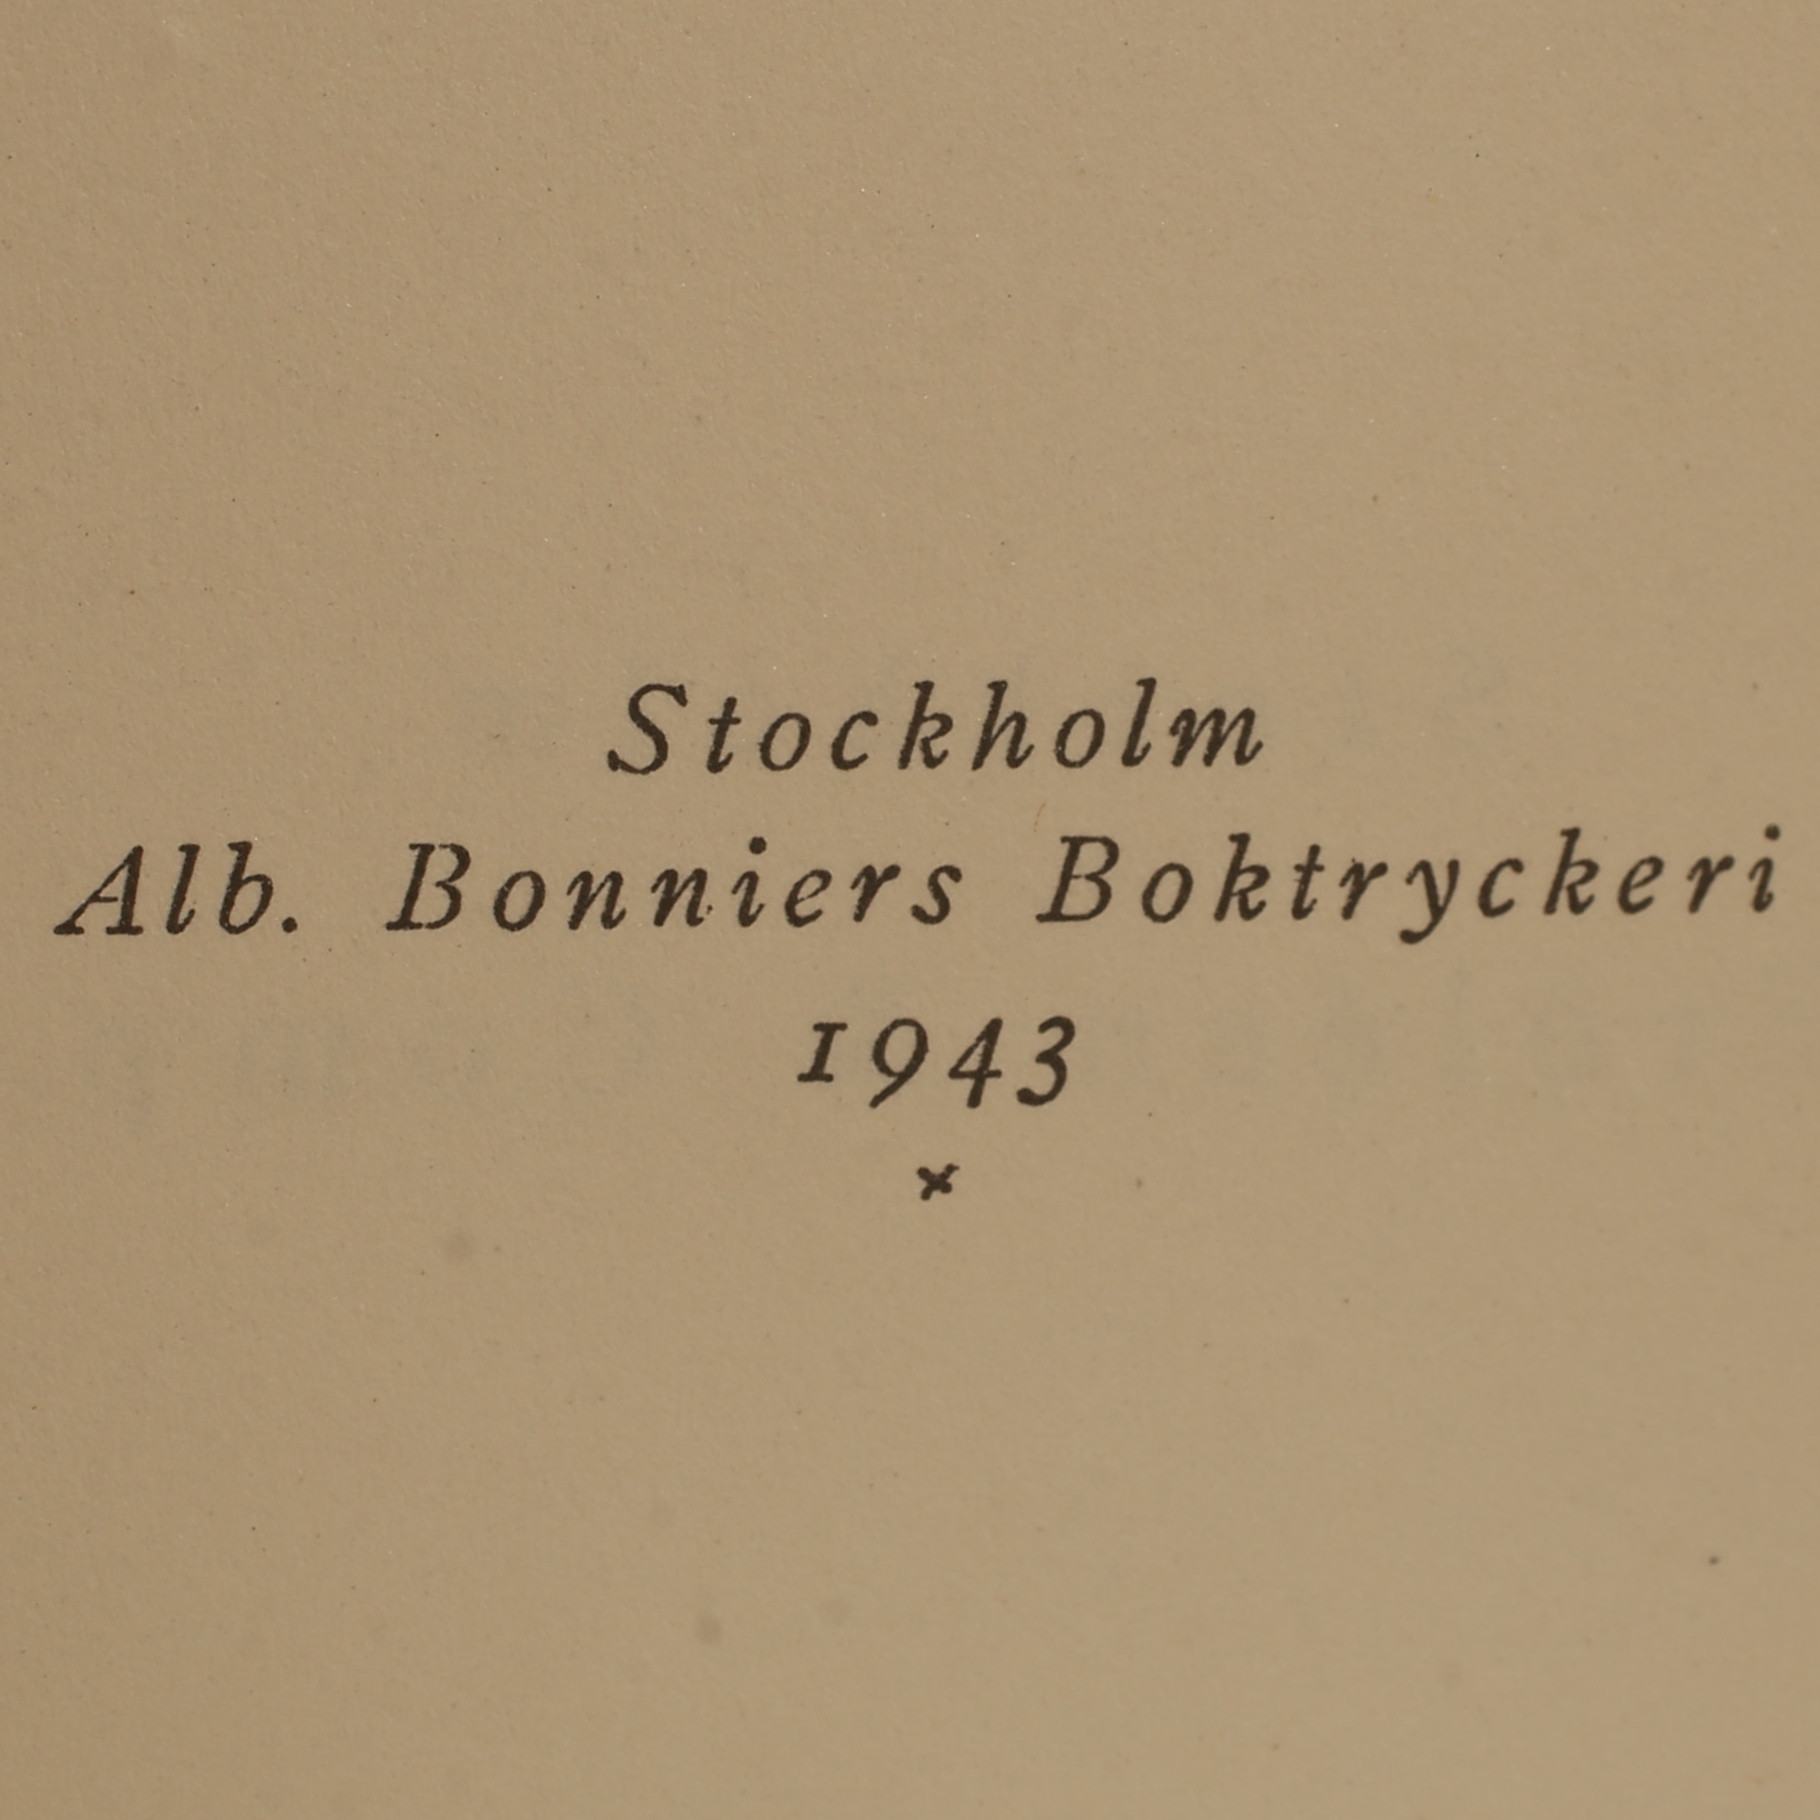 Stockholm
Alb. Bonniers Boktryckeri
1943
×